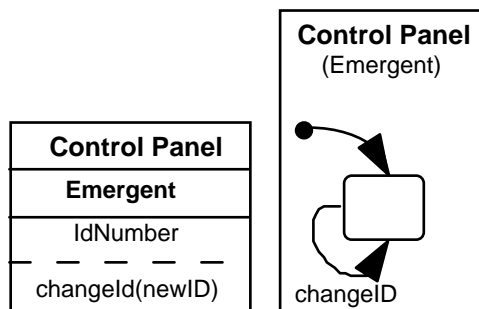 Control Panel
Emergent
IdNumber
changeId(newID)
Control Panel
(Emergent)
changeID